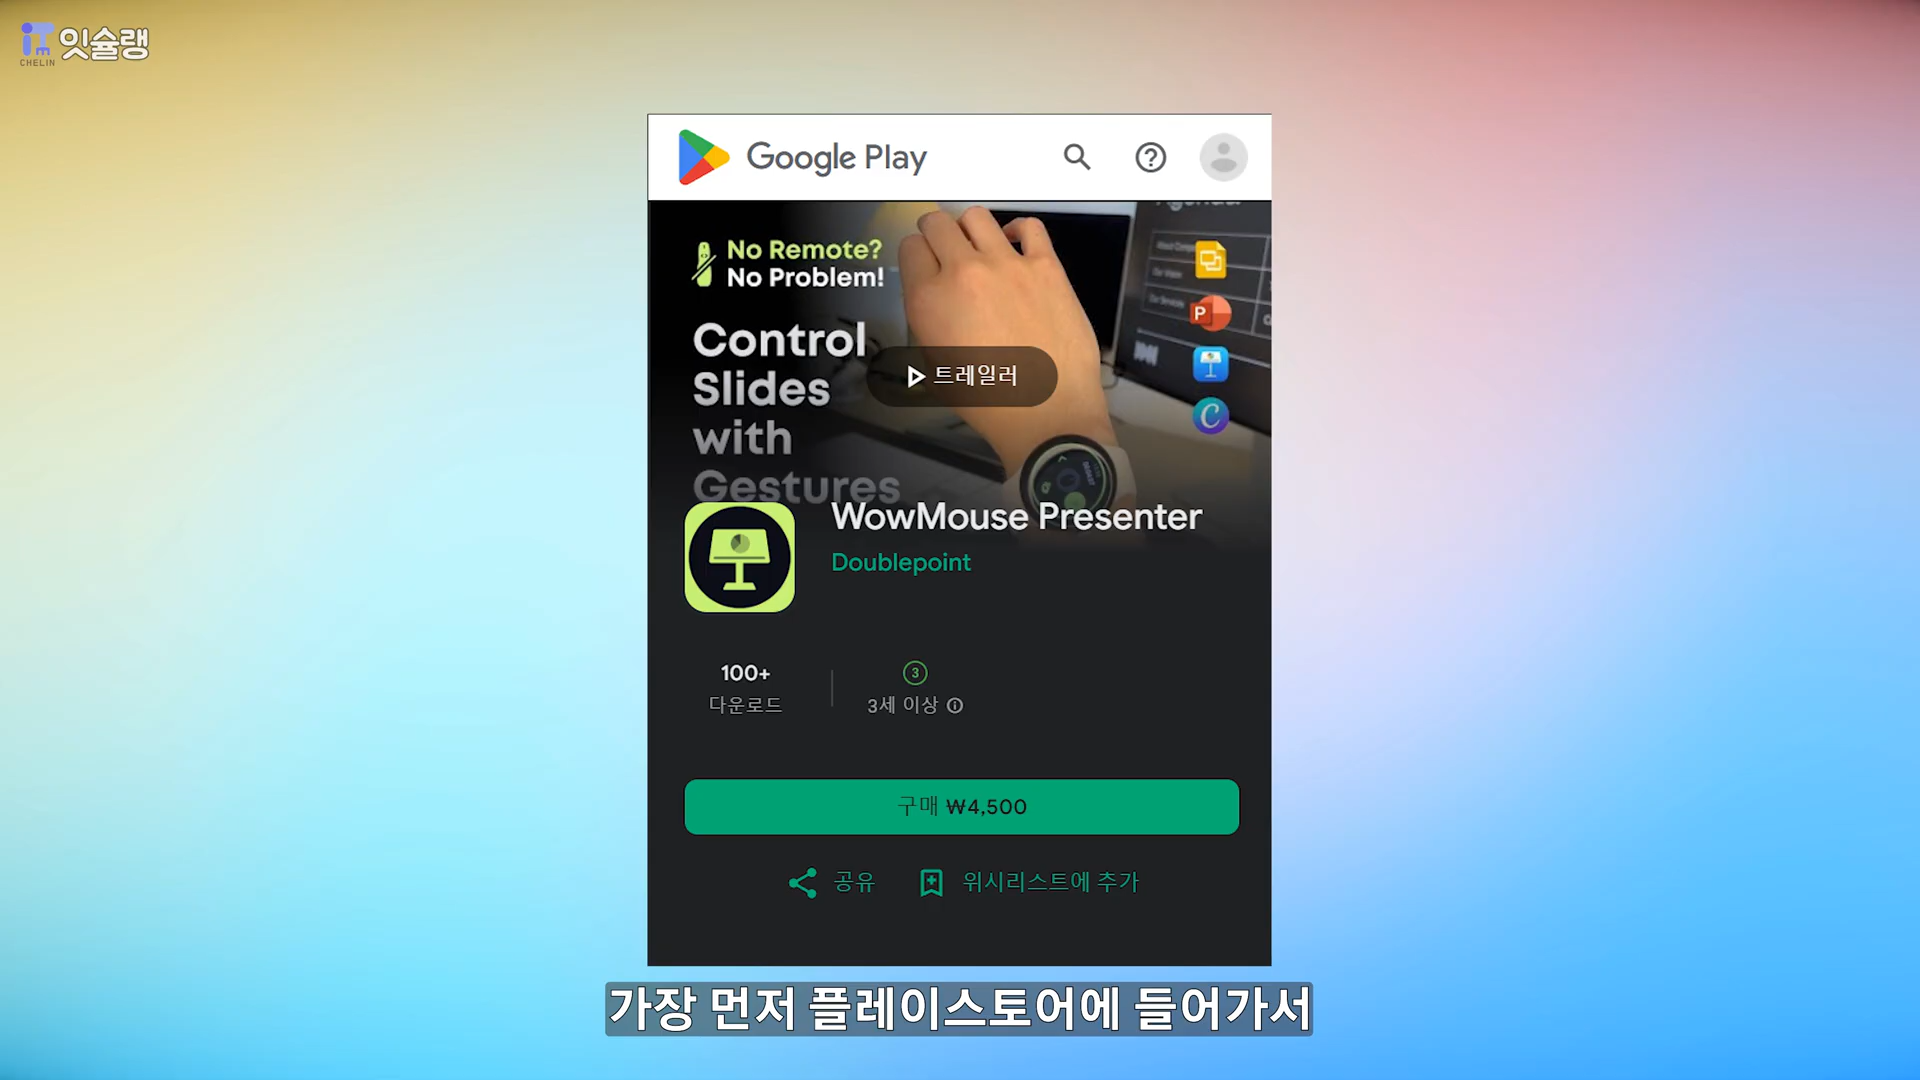 iT
CHELIN
잇슐랭
Google Play
No Remote?
No Problem!
Control
Slides
with
Gestures
Agenda
P
C
트레일러
WowMouse Presenter
Doublepoint
100+
다운로드
3
3세 이상
구매 ₩4,500
공유
위시리스트에 추가
가장 먼저 플레이스토어에 들어가서